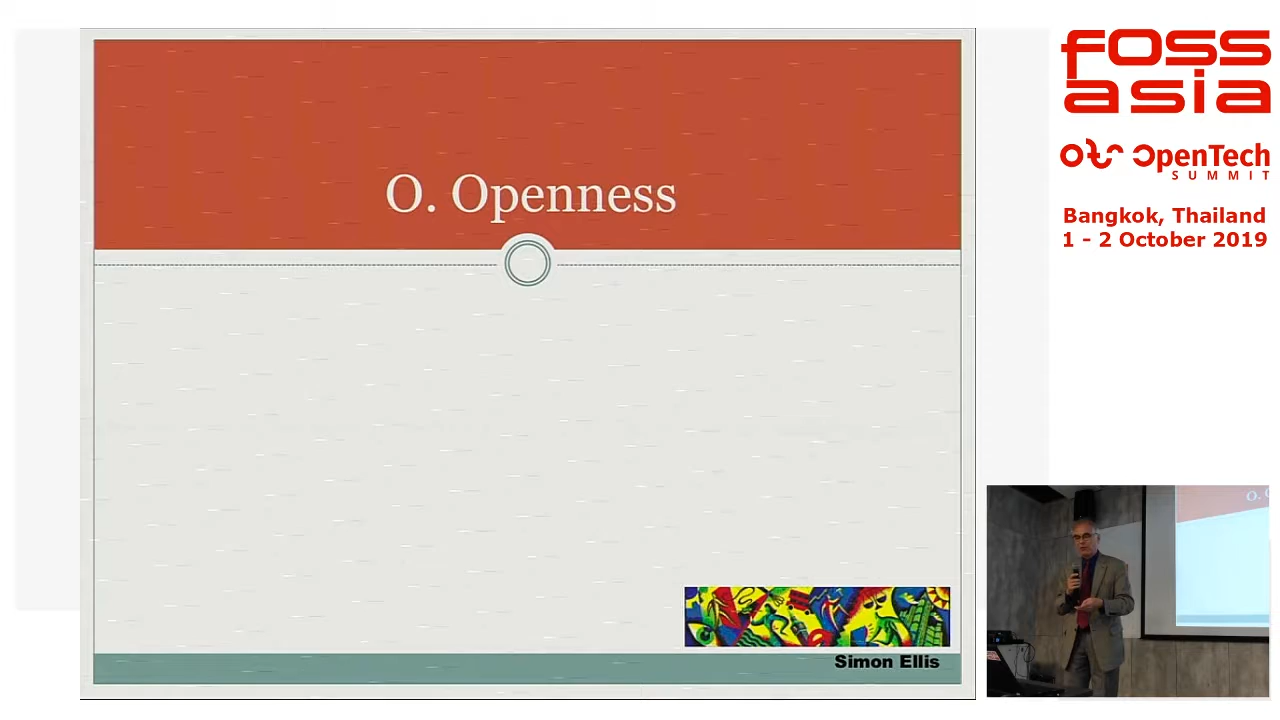 O. Openness
Simon Ellis
foss
asia
OpenTech
SUMMIT
Bangkok, Thailand
1 - 2 October 2019